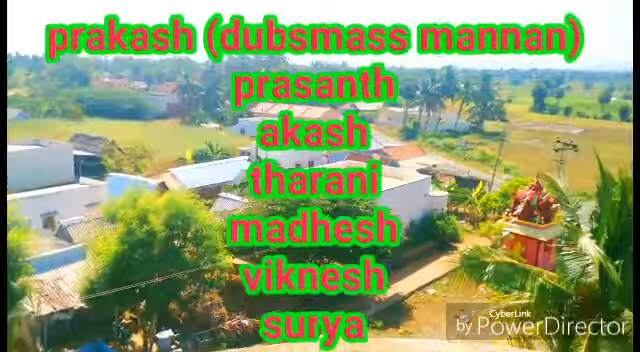 prakash (dubsmass mannan)
prasanth
akash
tharani
madhesh
viknesh
surya
CyberLink
by PowerDirector